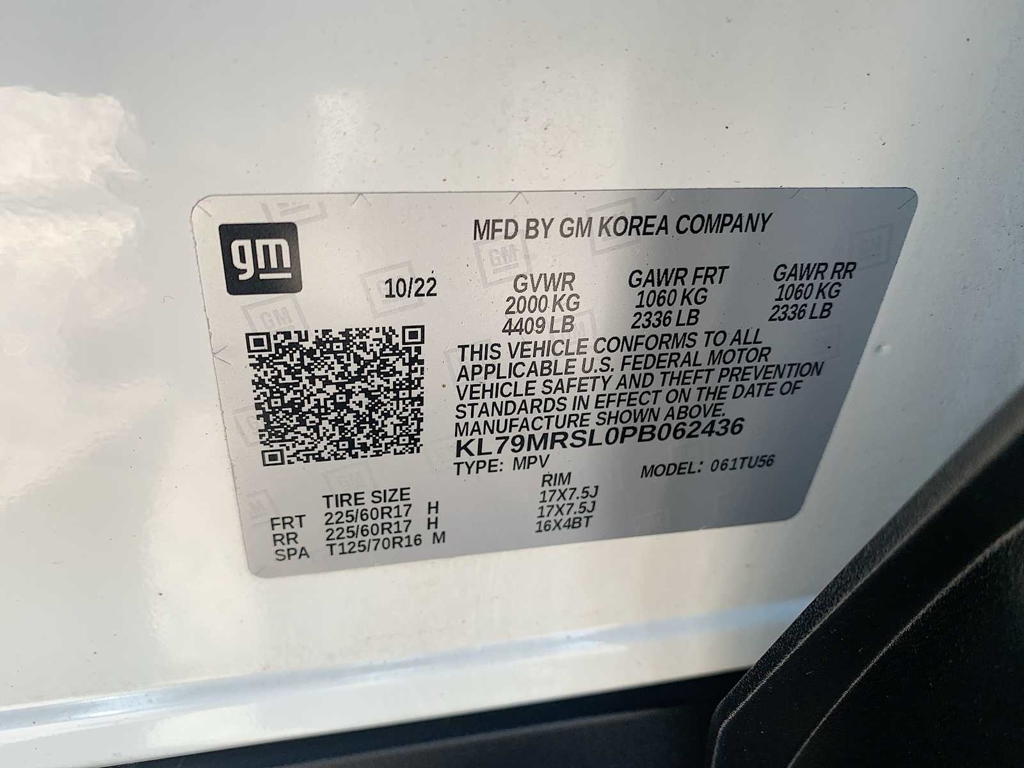 gm
MFD BY GM KOREA COMPANY
10/22
GVWR GAWR FRT GAWR RR
2000 KG 1060 KG 1060 KG
4409 LB 2336 LB 2336 LB
THIS VEHICLE CONFORMS TO ALL
APPLICABLE U.S. FEDERAL MOTOR
VEHICLE SAFETY AND THEFT PREVENTION
STANDARDS IN EFFECT ON THE DATE OF
MANUFACTURE SHOWN ABOVE.
KL79MRSL0PB062436
TYPE: MPV MODEL: 061TU56
TIRE SIZE RIM
FRT 225/60R17 H 17X7.5J
RR 225/60R17 H 17X7.5J
SPA T125/70R16 M 16X4BT